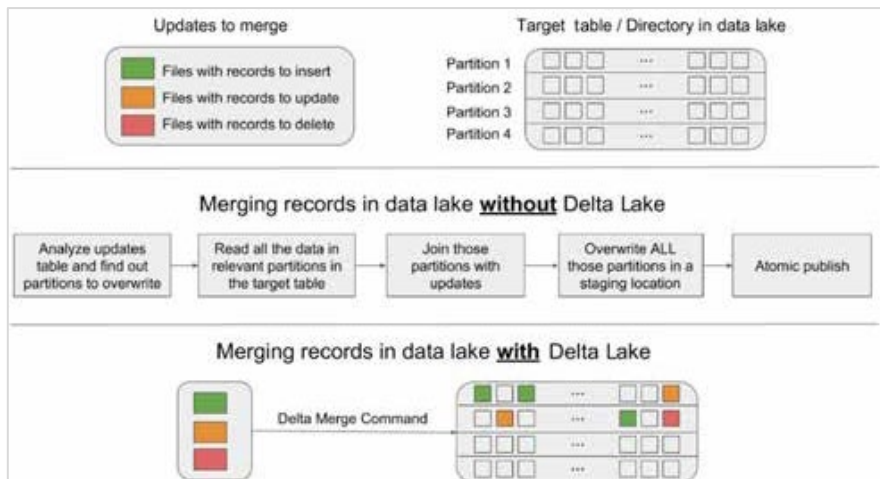 Updates to merge
Files with records to insert
Files with records to update
Files with records to delete
Target table / Directory in data lake
Partition 1
...
Partition 2
...
Partition 3
...
Partition 4
...
Merging records in data lake without Delta Lake
Analyze updates
table and find out
partitions to overwrite
Read all the data in
relevant partitions in
the target table
Join those
partitions with
updates
Overwrite ALL
those partitions in a
staging location
Atomic publish
Merging records in data lake with Delta Lake
Delta Merge Command
...
...
...
...